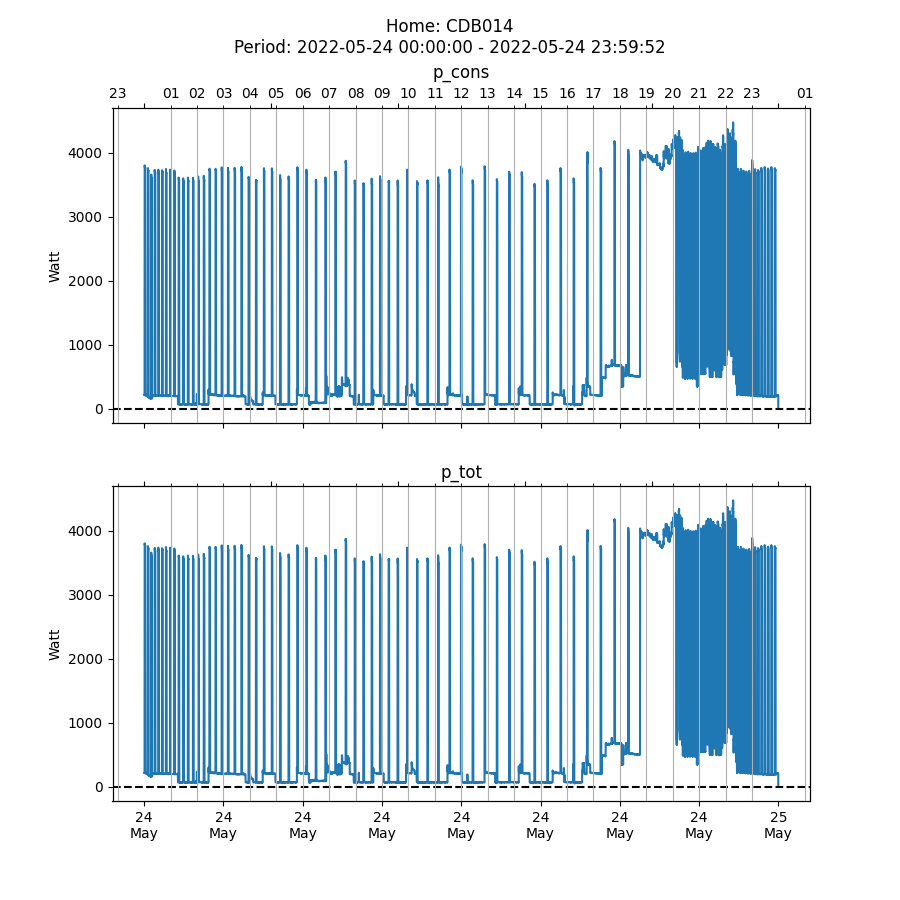 Home: CDB014
Period: 2022-05-24 00:00:00 - 2022-05-24 23:59:52
p_cons
23 01 02 03 04 05 06 07 08 09 10 11 12 13 14 15 16 17 18 19 20 21 22 23 01
4000
3000
2000
1000
0
Watt
p_tot
4000
3000
2000
1000
0
Watt
24 24 24 24 24 24 24 24 25
May May May May May May May May May